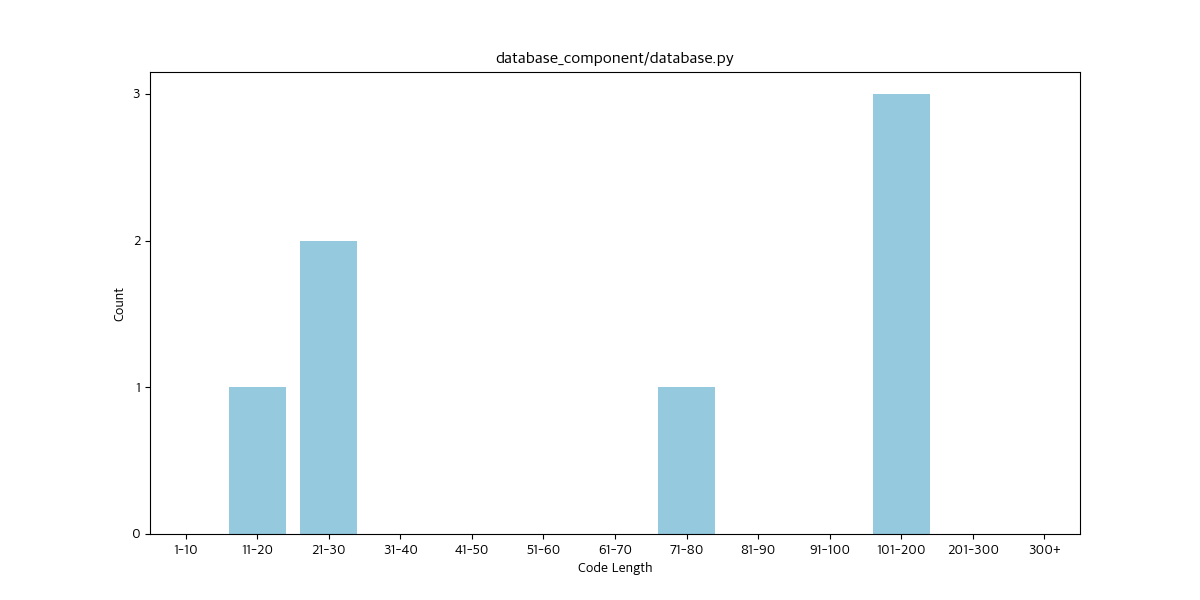 database_component/database.py
3
2
1
0
Count
1-10 11-20 21-30 31-40 41-50 51-60 61-70 71-80 81-90 91-100 101-200 201-300 300+
Code Length